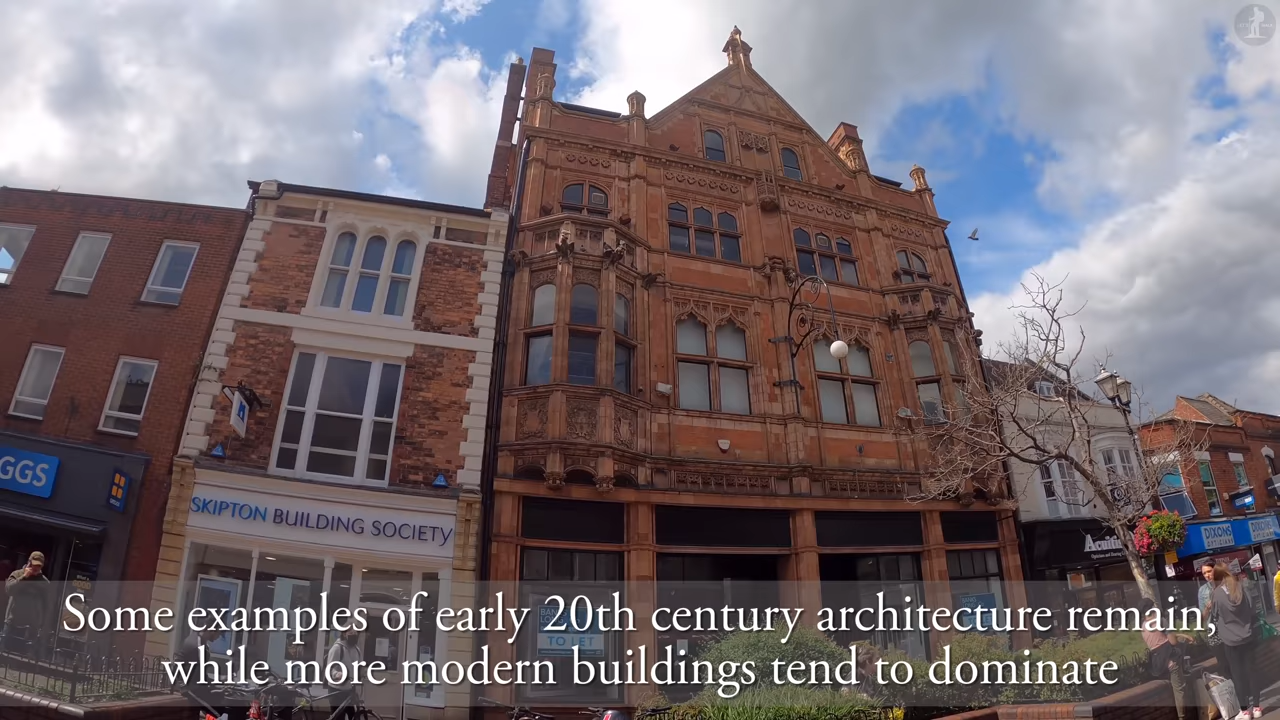 GGS
SKIPTON BUILDING SOCIETY
TO LET
Acuitis
DIXONS
Some examples of early 20th century architecture remain,
while more modern buildings tend to dominate